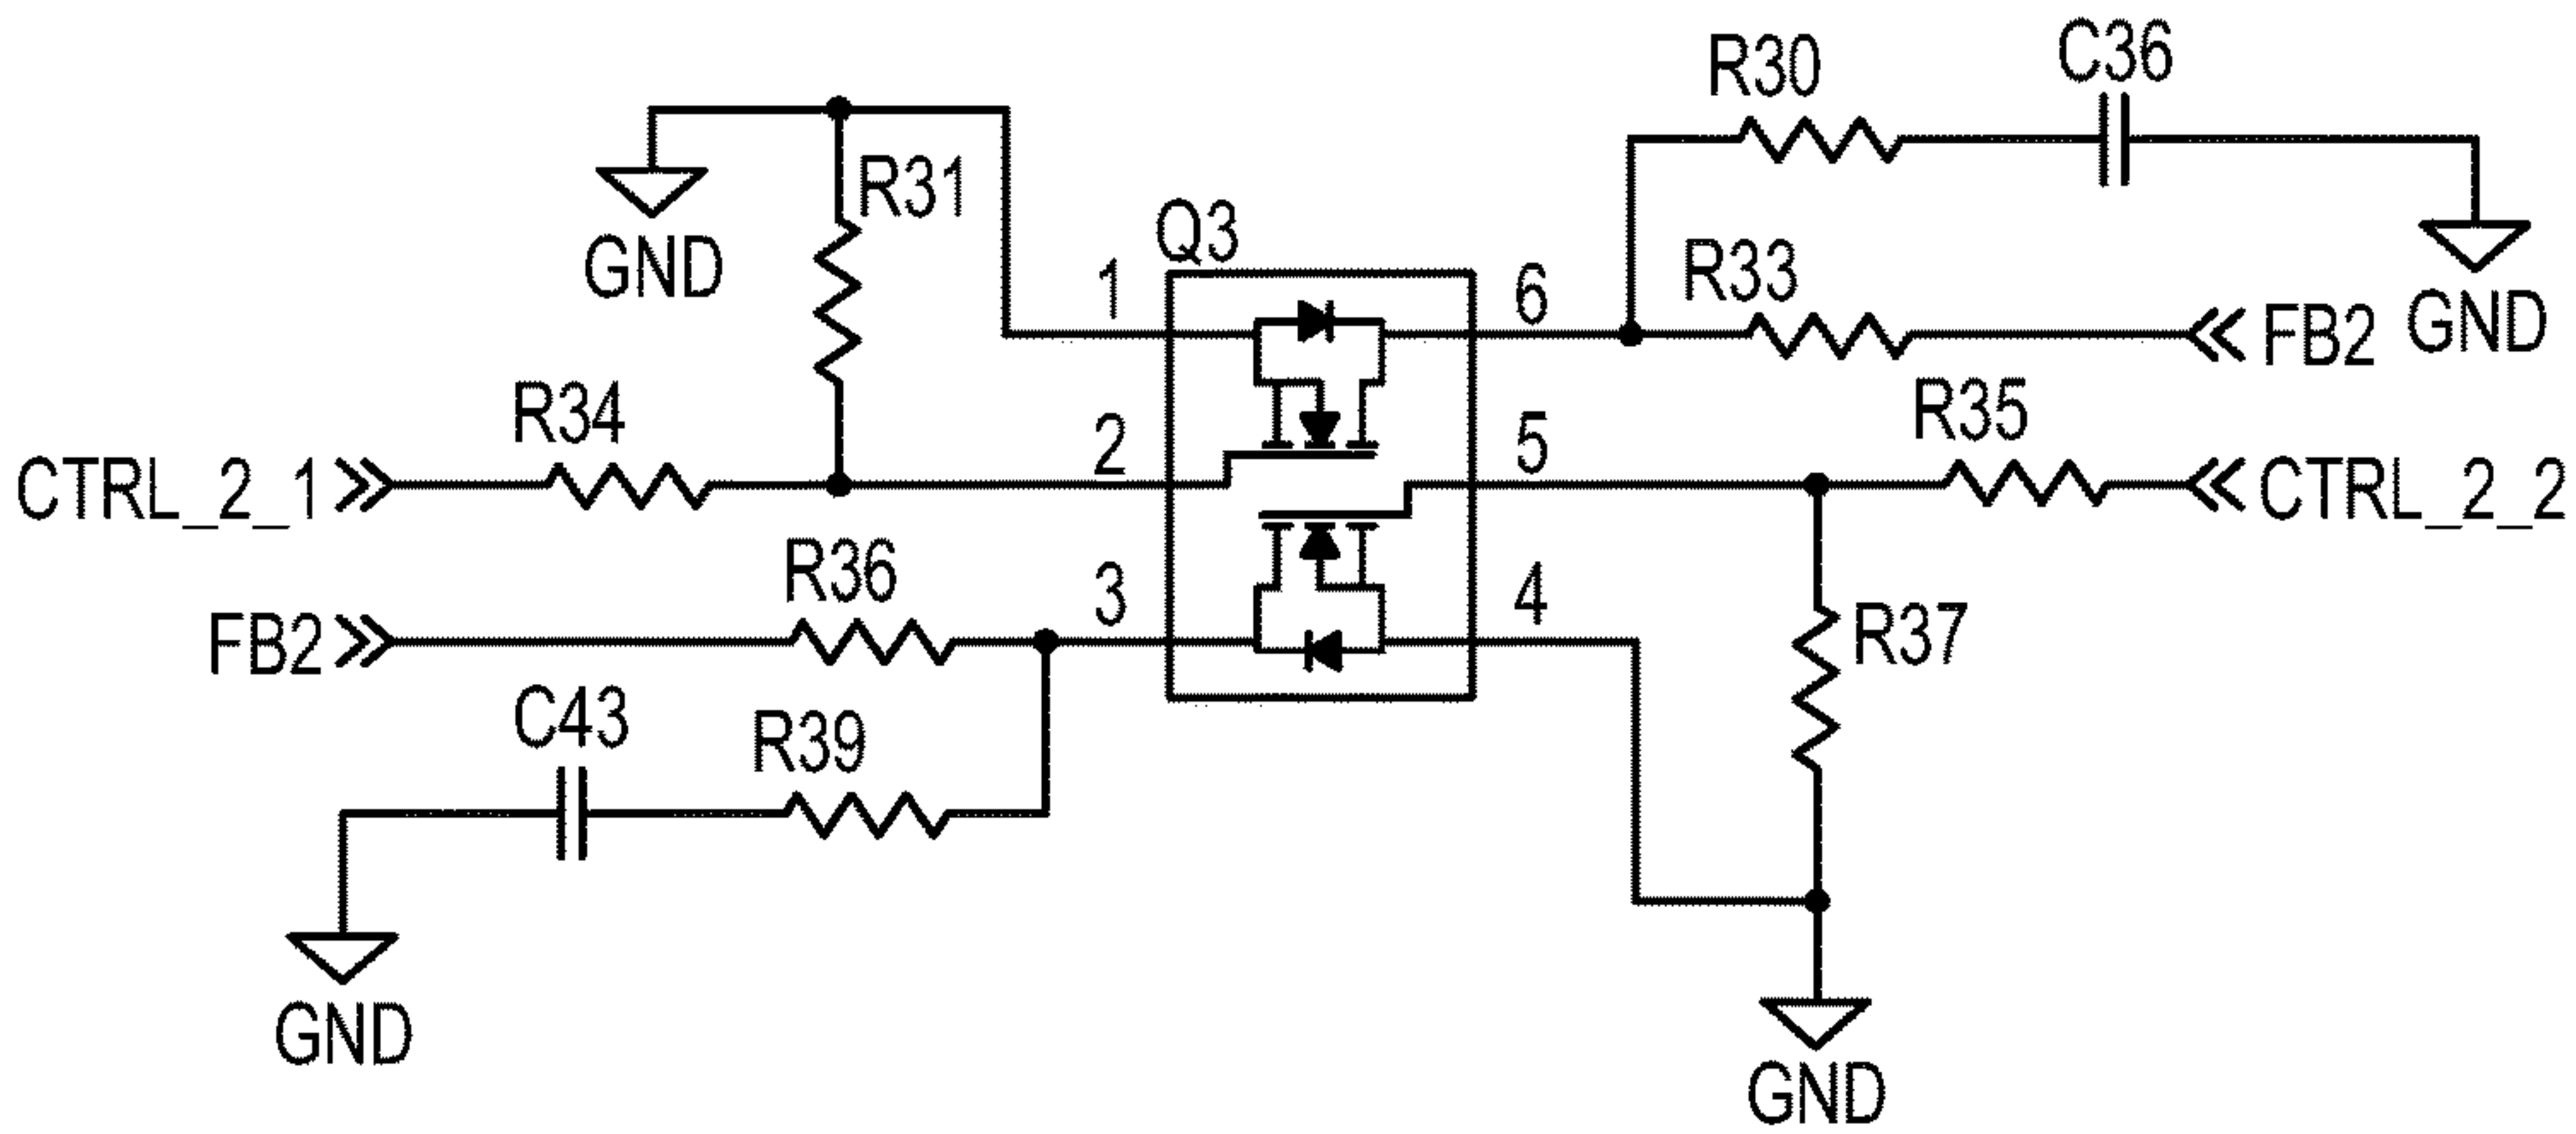 C36
R30
R31
Q3
GND
R33
1
6
FB2
GND
R34
R35
2
5
CTRL_2_1
CTRL_2_2
R36
3
4
FB2
R37
C43
R39
GND
GND